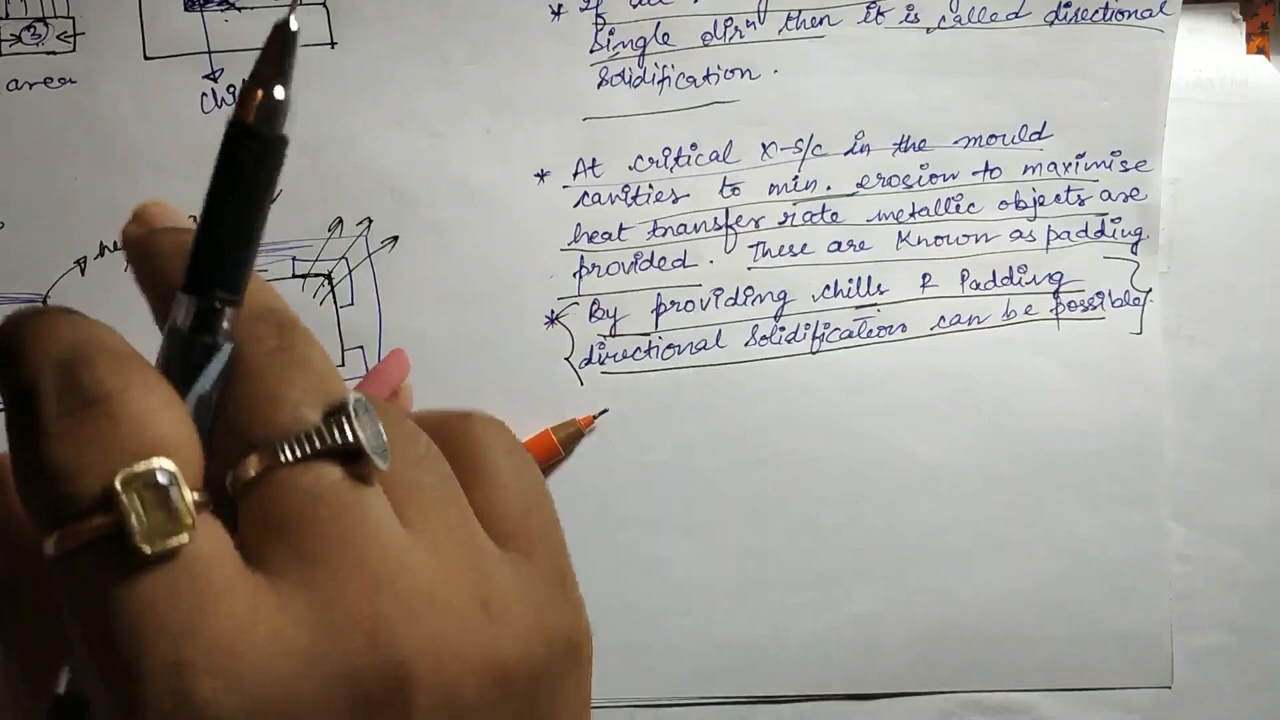 3
area
* If
Single dirⁿ then it is called directional
Solidification.
* At critical X-s/c in the mould
cavities to min. erosion to maximise
heat transfer rate metallic objects are
provided. These are Known as padding.
* By providing chills & Padding
directional Solidification can be possible.